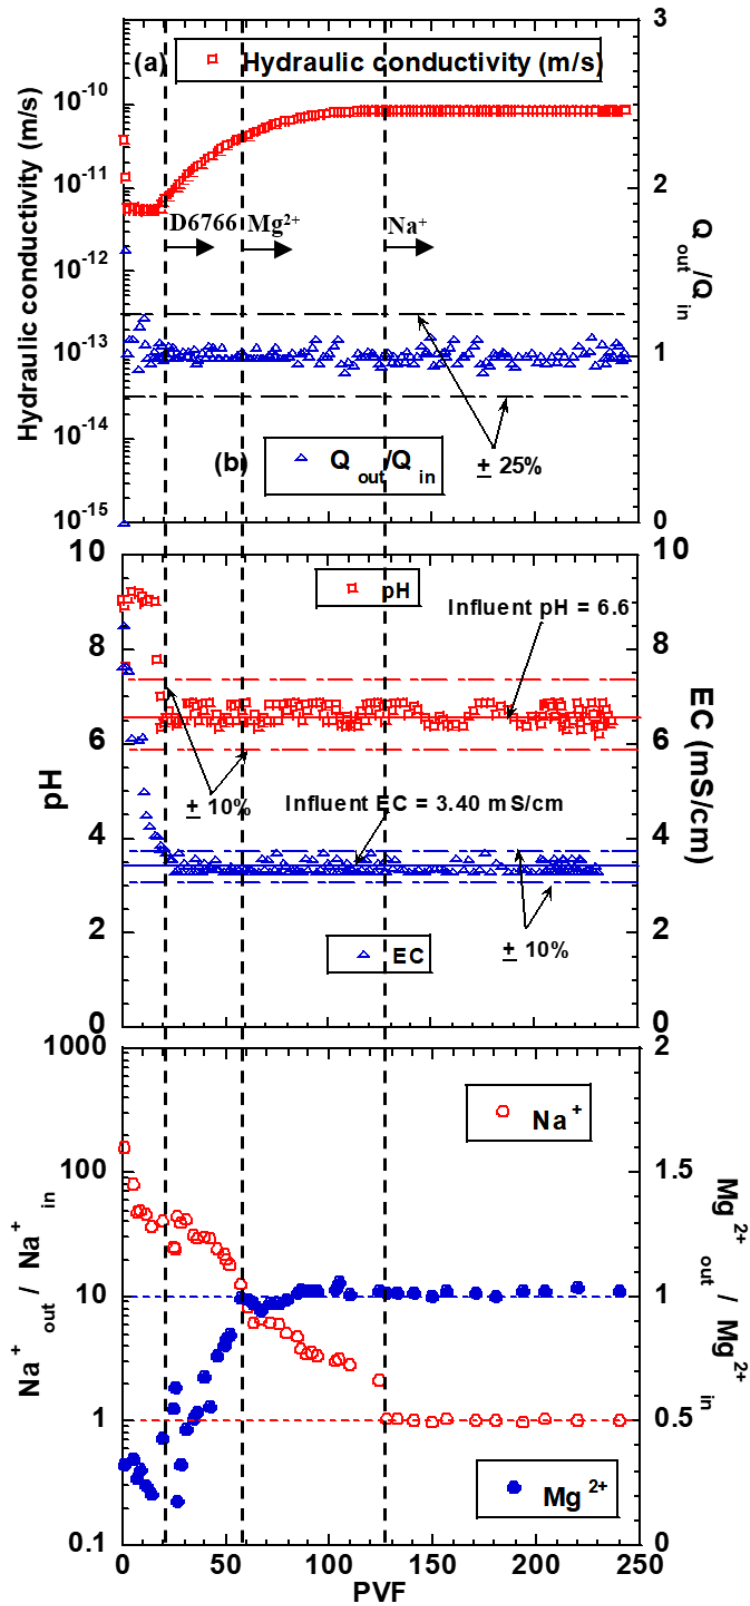 (a) Hydraulic conductivity (m/s)
Hydraulic conductivity (m/s)
10⁻¹⁰
10⁻¹¹
10⁻¹²
10⁻¹³
10⁻¹⁴
10⁻¹⁵
3
2
1
0
Q out/Q in
D6766 Mg²⁺ Na⁺
± 25%
(b) Q out/Q in
10
8
6
4
2
0
pH
10
8
6
4
2
0
EC (mS/cm)
pH
Influent pH = 6.6
± 10%
Influent EC = 3.40 mS/cm
± 10%
EC
1000
100
10
1
0.1
Na⁺ out / Na⁺ in
2
1.5
1
0.5
0
Mg²⁺ out / Mg²⁺ in
Na⁺
Mg²⁺
0 50 100 150 200 250
PVF